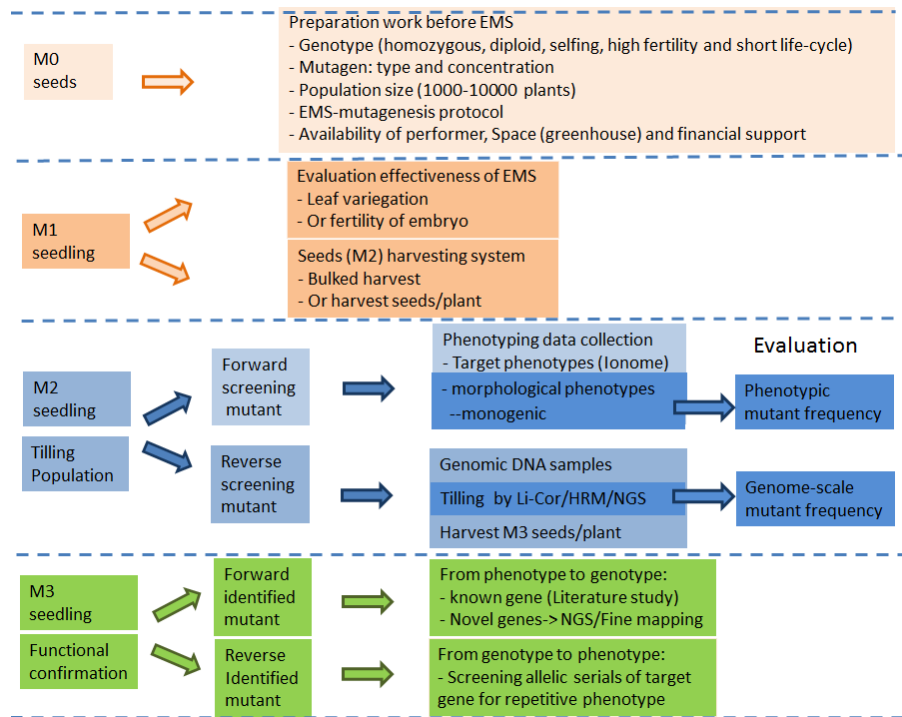 M0
seeds
Preparation work before EMS
- Genotype (homozygous, diploid, selfing, high fertility and short life-cycle)
- Mutagen: type and concentration
- Population size (1000-10000 plants)
- EMS-mutagenesis protocol
- Availability of performer, Space (greenhouse) and financial support
M1
seedling
Evaluation effectiveness of EMS
- Leaf variegation
- Or fertility of embryo
Seeds (M2) harvesting system
- Bulked harvest
- Or harvest seeds/plant
M2
seedling
Tilling
Population
Forward
screening
mutant
Phenotyping data collection
- Target phenotypes (Ionome)
- morphological phenotypes
--monogenic
Evaluation
Phenotypic
mutant frequency
Reverse
screening
mutant
Genomic DNA samples
Tilling by Li-Cor/HRM/NGS
Harvest M3 seeds/plant
Genome-scale
mutant frequency
M3
seedling
Functional
confirmation
Forward
identified
mutant
From phenotype to genotype:
- known gene (Literature study)
- Novel genes-> NGS/Fine mapping
Reverse
Identified
mutant
From genotype to phenotype:
- Screening allelic serials of target
gene for repetitive phenotype